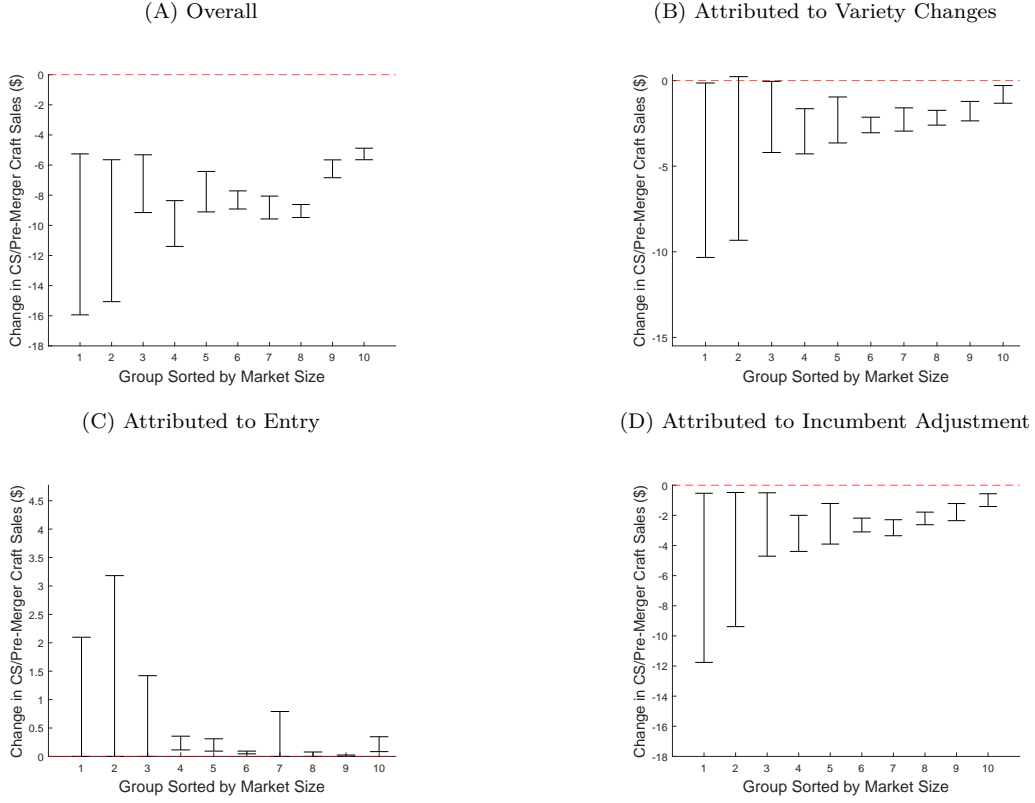 (A) Overall
Change in CS/Pre-Merger Craft Sales ($)
0
-2
-4
-6
-8
-10
-12
-14
-16
-18
1 2 3 4 5 6 7 8 9 10
Group Sorted by Market Size
(B) Attributed to Variety Changes
Change in CS/Pre-Merger Craft Sales ($)
0
-5
-10
-15
1 2 3 4 5 6 7 8 9 10
Group Sorted by Market Size
(C) Attributed to Entry
Change in CS/Pre-Merger Craft Sales ($)
4.5
4
3.5
3
2.5
2
1.5
1
0.5
0
1 2 3 4 5 6 7 8 9 10
Group Sorted by Market Size
(D) Attributed to Incumbent Adjustment
Change in CS/Pre-Merger Craft Sales ($)
0
-2
-4
-6
-8
-10
-12
-14
-16
-18
1 2 3 4 5 6 7 8 9 10
Group Sorted by Market Size